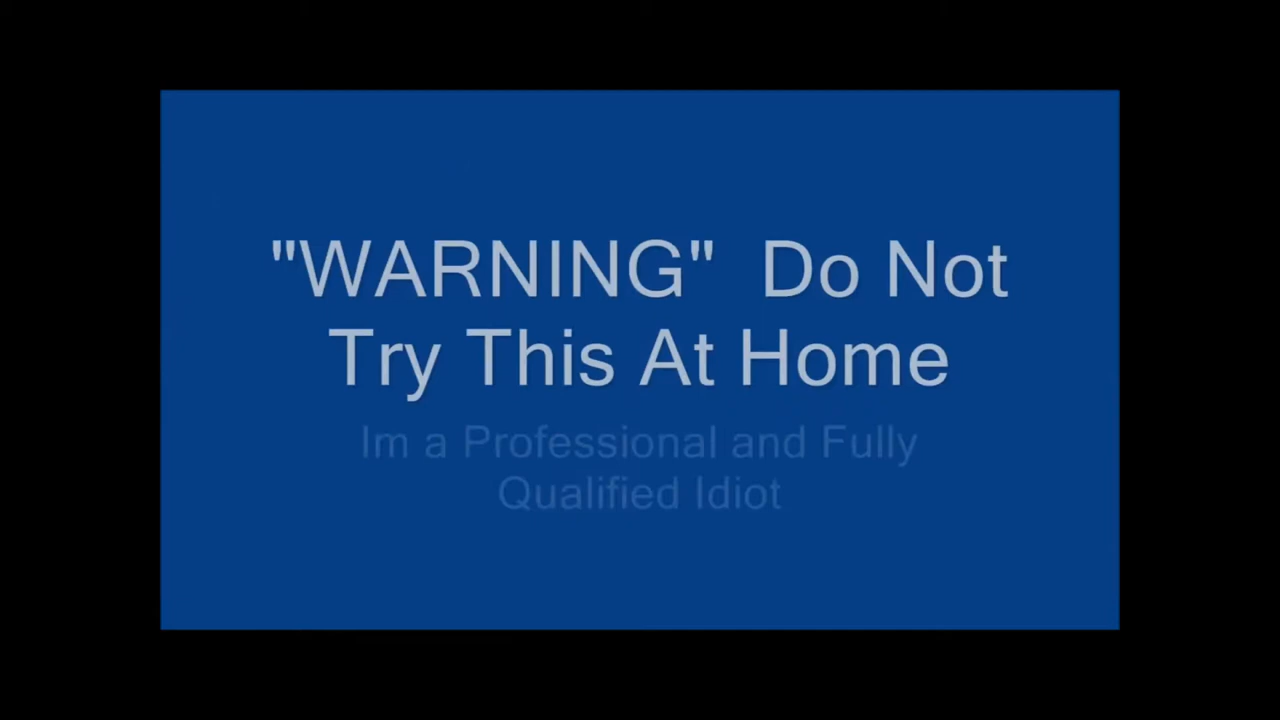 "WARNING"  Do Not
Try This At Home
Im a Professional and Fully
Qualified Idiot